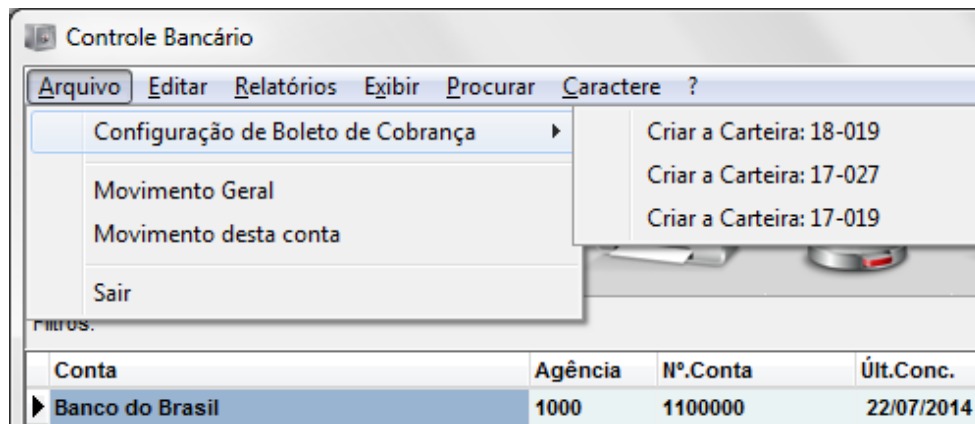 Controle Bancário
Arquivo Editar Relatórios Exibir Procurar Caractere ?
Configuração de Boleto de Cobrança
Criar a Carteira: 18-019
Criar a Carteira: 17-027
Criar a Carteira: 17-019
Movimento Geral
Movimento desta conta
Sair
Filtros:
Conta Agência Nº.Conta Últ.Conc.
Banco do Brasil 1000 1100000 22/07/2014